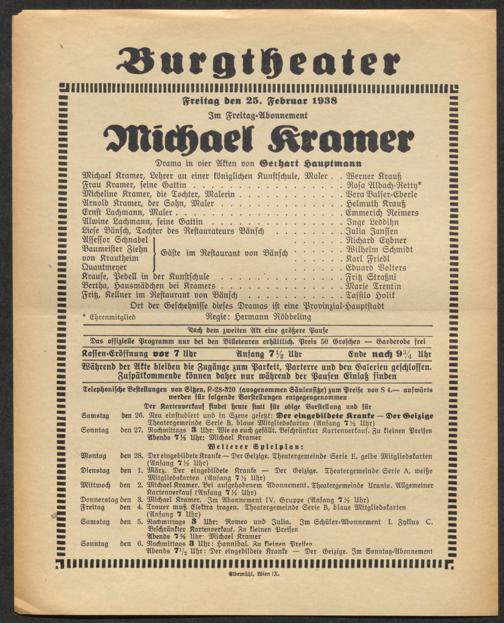 Burgtheater
Freitag den 25. Februar 1938
Im Freitag-Abonnement
Michael Kramer
Drama in vier Akten von Gerhart Hauptmann
Michael Kramer, Lehrer an einer königlichen Kunstschule, Maler . . Werner Krauß
Frau Kramer, seine Gattin . . . . . . . . . . . . Rosa Albach-Retty*
Micheline Kramer, die Tochter, Malerin . . . . . . . . . Vera Balser-Eberle
Arnold Kramer, der Sohn, Maler . . . . . . . . . . . Helmuth Krauß
Ernst Lachmann, Maler . . . . . . . . . . . . . Emmerich Reimers
Alwine Lachmann, seine Gattin . . . . . . . . . . . Inge Leddihn
Liese Bänsch, Tochter des Restaurateurs Bänsch . . . . . . Julia Janssen
Assessor Schnabel Richard Eybner
Baumeister Ziehn Wilhelm Schmidt
von Krautheim Gäste im Restaurant von Bänsch Karl Friedl
Quantmeyer Eduard Volters
Krause, Pedell in der Kunstschule . . . . . . . . . . Fritz Straßni
Bertha, Hausmädchen bei Kramers . . . . . . . . . . Marie Trentin
Fritz, Kellner im Restaurant von Bänsch . . . . . . . . Tassilo Holik
Ort der Geschehnisse dieses Dramas ist eine Provinzial-Hauptstadt
* Ehrenmitglied Regie: Hermann Röbbeling
Nach dem zweiten Akt eine größere Pause
Das offizielle Programm nur bei den Billeteuren erhältlich. Preis 50 Groschen — Garderobe frei
Kassen-Eröffnung vor 7 Uhr Anfang 7½ Uhr Ende nach 9¾ Uhr
Während der Akte bleiben die Zugänge zum Parkett, Parterre und den Galerien geschlossen.
Zuspätkommende können daher nur während der Pausen Einlaß finden
Telephonische Bestellungen von Sitzen, R-28-320 (ausgenommen Säulensitze) zum Preise von S 4.— aufwärts
werden für folgende Vorstellungen entgegengenommen
Der Kartenverkauf findet heute statt für obige Vorstellung und für
Samstag den 26. Neu einstudiert und in Szene gesetzt: Der eingebildete Kranke — Der Geizige
Theatergemeinde Serie B, blaue Mitgliedskarten (Anfang 7½ Uhr)
Sonntag den 27. Nachmittags 3 Uhr: Wie es euch gefällt. Beschränkter Kartenverkauf. Zu kleinen Preisen
Abends 7½ Uhr: Michael Kramer
Weiterer Spielplan:
Montag den 28. Der eingebildete Kranke — Der Geizige. Theatergemeinde Serie E, gelbe Mitgliedskarten
(Anfang 7½ Uhr)
Dienstag den 1. März. Der eingebildete Kranke — Der Geizige. Theatergemeinde Serie A, weiße
Mitgliedskarten (Anfang 7½ Uhr)
Mittwoch den 2. Michael Kramer. Bei aufgehobenem Abonnement. Theatergemeinde Urania. Allgemeiner
Kartenverkauf (Anfang 7½ Uhr)
Donnerstag den 3. Michael Kramer. Im Abonnement IV. Gruppe (Anfang 7½ Uhr)
Freitag den 4. Trauer muß Elektra tragen. Theatergemeinde Serie B, blaue Mitgliedskarten
(Anfang 7 Uhr)
Samstag den 5. Nachmittags 3 Uhr: Romeo und Julia. Im Schüler-Abonnement I. Zyklus C.
Beschränkter Kartenverkauf. Zu kleinen Preisen
Abends 7½ Uhr: Michael Kramer
Sonntag den 6. Nachmittags 3 Uhr: Hannibal. Zu kleinen Preisen
Abends 7½ Uhr: Der eingebildete Kranke — Der Geizige. Im Sonntag-Abonnement
Elbemühl, Wien IX.